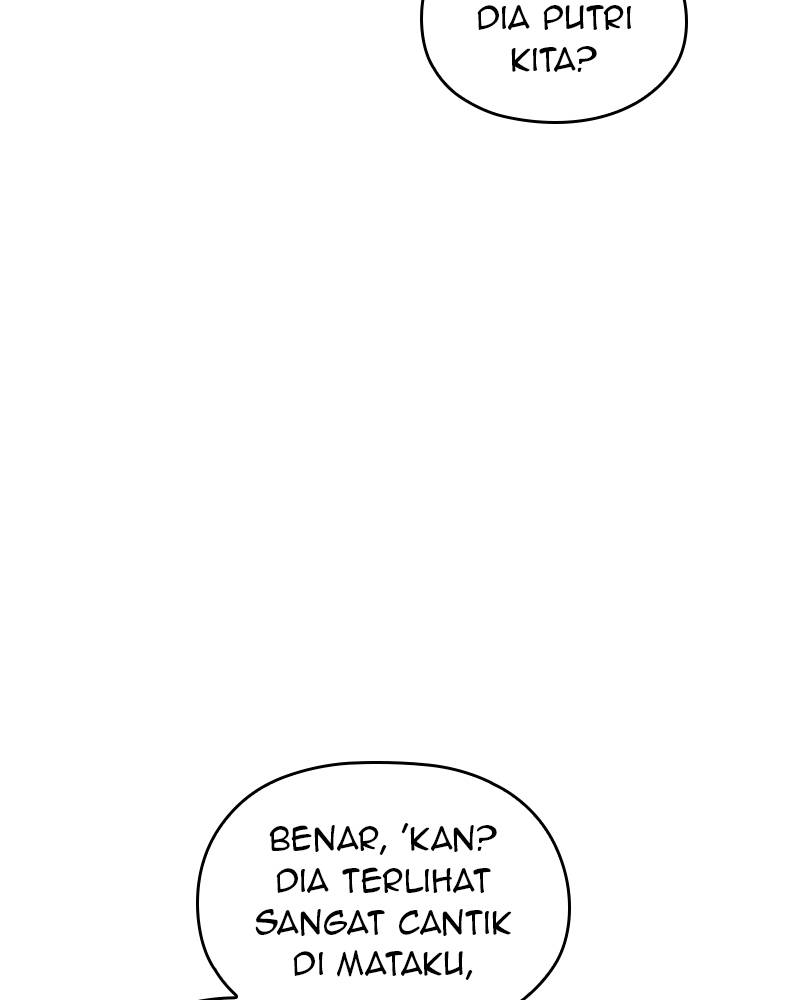 DIA PUTRI
KITA?
BENAR, 'KAN?
DIA TERLIHAT
SANGAT CANTIK
DI MATAKU,